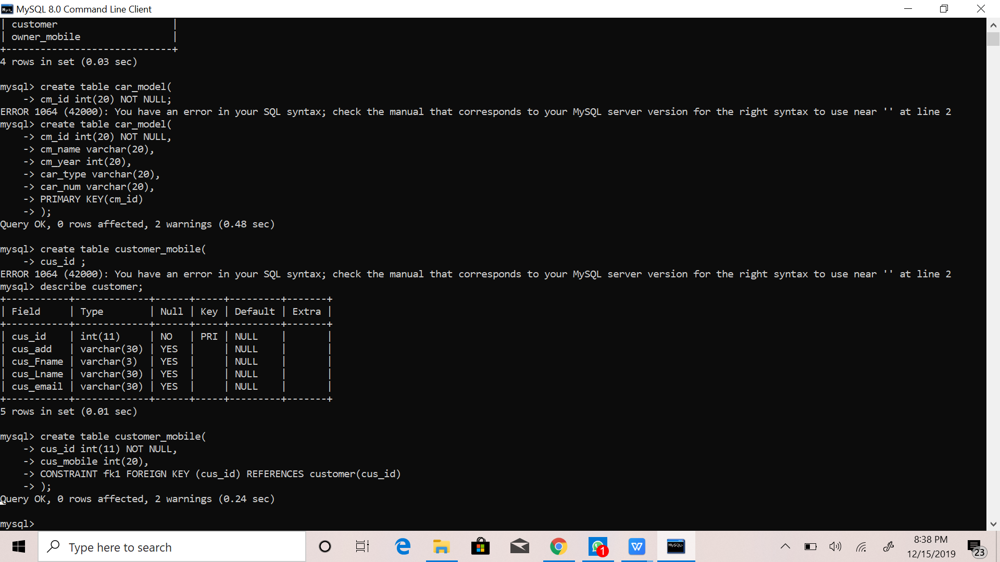 MySQL 8.0 Command Line Client
| customer                    |
| owner_mobile                |
+-----------------------------+
4 rows in set (0.03 sec)
mysql> create table car_model(
    -> cm_id int(20) NOT NULL;
ERROR 1064 (42000): You have an error in your SQL syntax; check the manual that corresponds to your MySQL server version for the right syntax to use near '' at line 2
mysql> create table car_model(
    -> cm_id int(20) NOT NULL,
    -> cm_name varchar(20),
    -> cm_year int(20),
    -> car_type varchar(20),
    -> car_num varchar(20),
    -> PRIMARY KEY(cm_id)
    -> );
Query OK, 0 rows affected, 2 warnings (0.48 sec)
mysql> create table customer_mobile(
    -> cus_id ;
ERROR 1064 (42000): You have an error in your SQL syntax; check the manual that corresponds to your MySQL server version for the right syntax to use near '' at line 2
mysql> describe customer;
+-----------+-------------+------+-----+---------+-------+
| Field     | Type        | Null | Key | Default | Extra |
+-----------+-------------+------+-----+---------+-------+
| cus_id    | int(11)     | NO   | PRI | NULL    |       |
| cus_add   | varchar(30) | YES  |     | NULL    |       |
| cus_Fname | varchar(3)  | YES  |     | NULL    |       |
| cus_Lname | varchar(30) | YES  |     | NULL    |       |
| cus_email | varchar(30) | YES  |     | NULL    |       |
+-----------+-------------+------+-----+---------+-------+
5 rows in set (0.01 sec)
mysql> create table customer_mobile(
    -> cus_id int(11) NOT NULL,
    -> cus_mobile int(20),
    -> CONSTRAINT fk1 FOREIGN KEY (cus_id) REFERENCES customer(cus_id)
    -> );
Query OK, 0 rows affected, 2 warnings (0.24 sec)
mysql>
Type here to search
1
W
MySQL
8:38 PM
12/15/2019
23